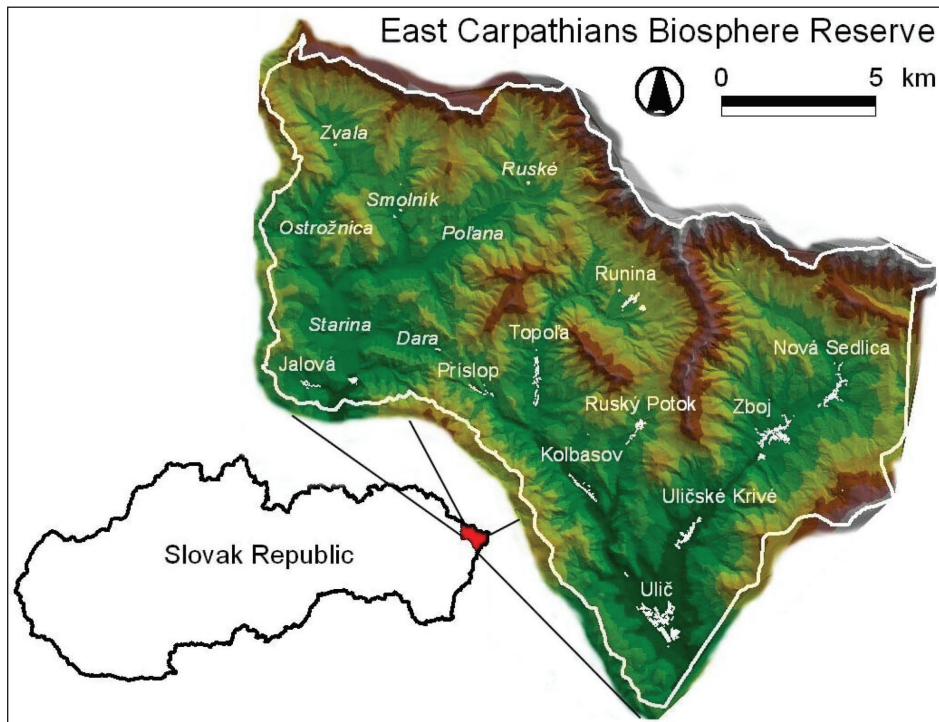 East Carpathians Biosphere Reserve
0 5 km
Zvala
Ruské
Smolník
Ostrožnica
Poľana
Runina
Starina
Dara
Topoľa
Nová Sedlica
Jalová
Príslop
Ruský Potok
Zboj
Kolbasov
Uličské Krivé
Slovak Republic
Ulič